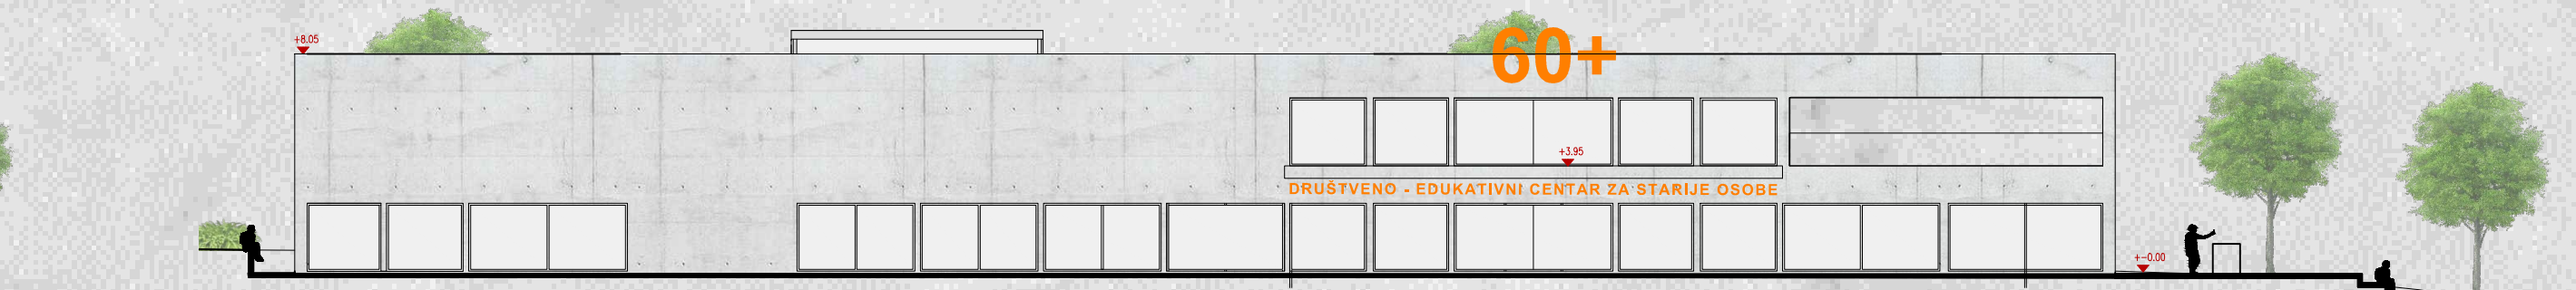 +8.05
60+
+3.95
DRUŠTVENO - EDUKATIVNI CENTAR ZA STARIJE OSOBE
+-0.00